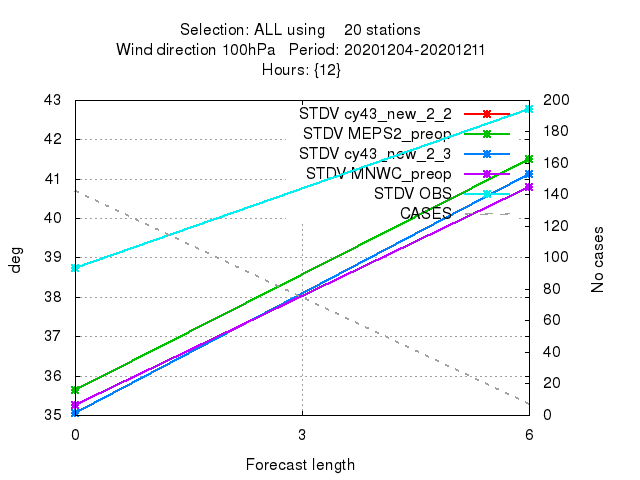 Selection: ALL using    20 stations
Wind direction 100hPa   Period: 20201204-20201211
Hours: {12}
STDV cy43_new_2_2
STDV MEPS2_preop
STDV cy43_new_2_3
STDV MNWC_preop
STDV OBS
CASES
43
42
41
40
39
38
37
36
35
deg
200
180
160
140
120
100
80
60
40
20
0
No cases
0 3 6
Forecast length